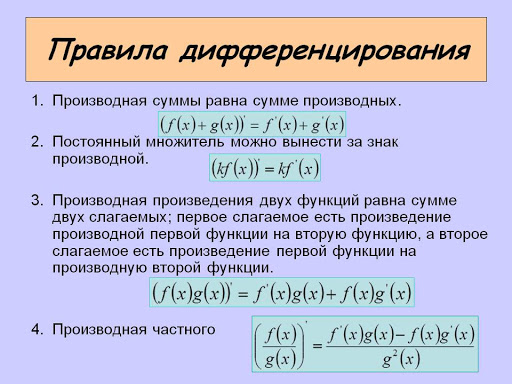 Правила дифференцирования
1. Производная суммы равна сумме производных.
(f(x)+g(x))' = f'(x)+g'(x)
2. Постоянный множитель можно вынести за знак
производной.
(kf(x))' = kf'(x)
3. Производная произведения двух функций равна сумме
двух слагаемых; первое слагаемое есть произведение
производной первой функции на вторую функцию, а второе
слагаемое есть произведение первой функции на
производную второй функции.
(f(x)g(x))' = f'(x)g(x)+f(x)g'(x)
4. Производная частного
(f(x)/g(x))' = (f'(x)g(x)−f(x)g'(x))/g²(x)